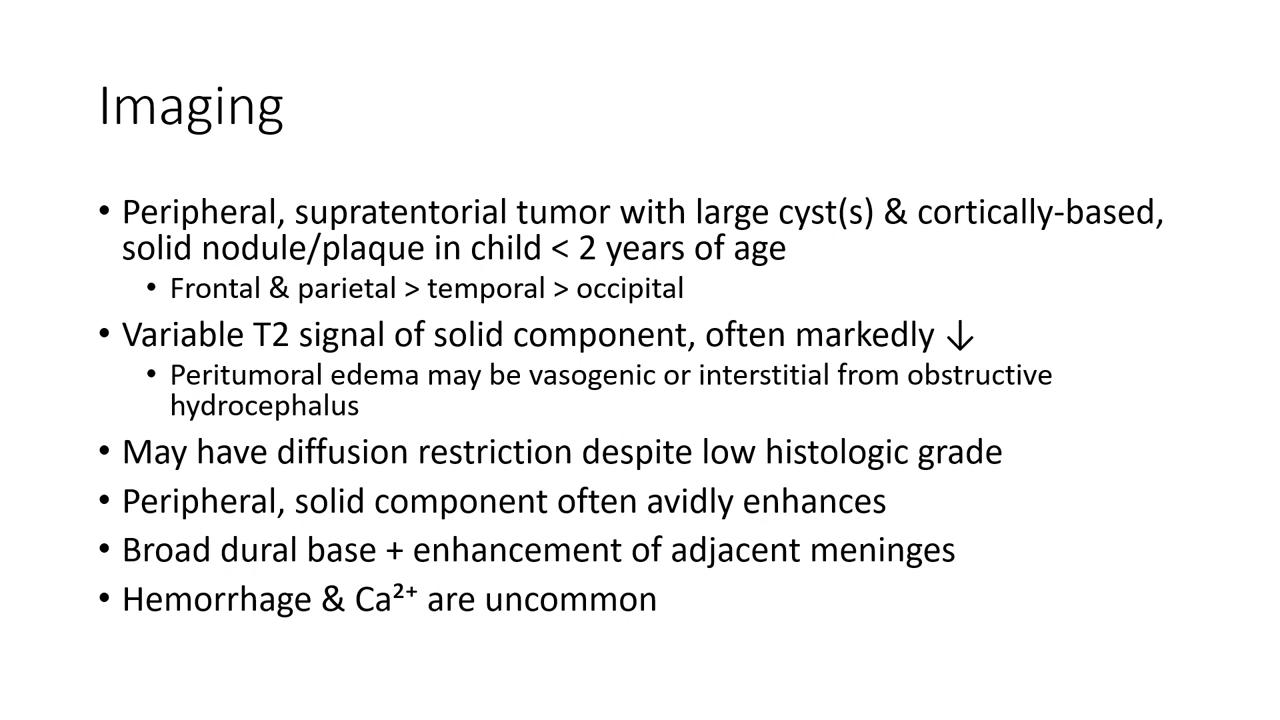 Imaging
• Peripheral, supratentorial tumor with large cyst(s) & cortically-based,
solid nodule/plaque in child < 2 years of age
• Frontal & parietal > temporal > occipital
• Variable T2 signal of solid component, often markedly ↓
• Peritumoral edema may be vasogenic or interstitial from obstructive
hydrocephalus
• May have diffusion restriction despite low histologic grade
• Peripheral, solid component often avidly enhances
• Broad dural base + enhancement of adjacent meninges
• Hemorrhage & Ca²⁺ are uncommon